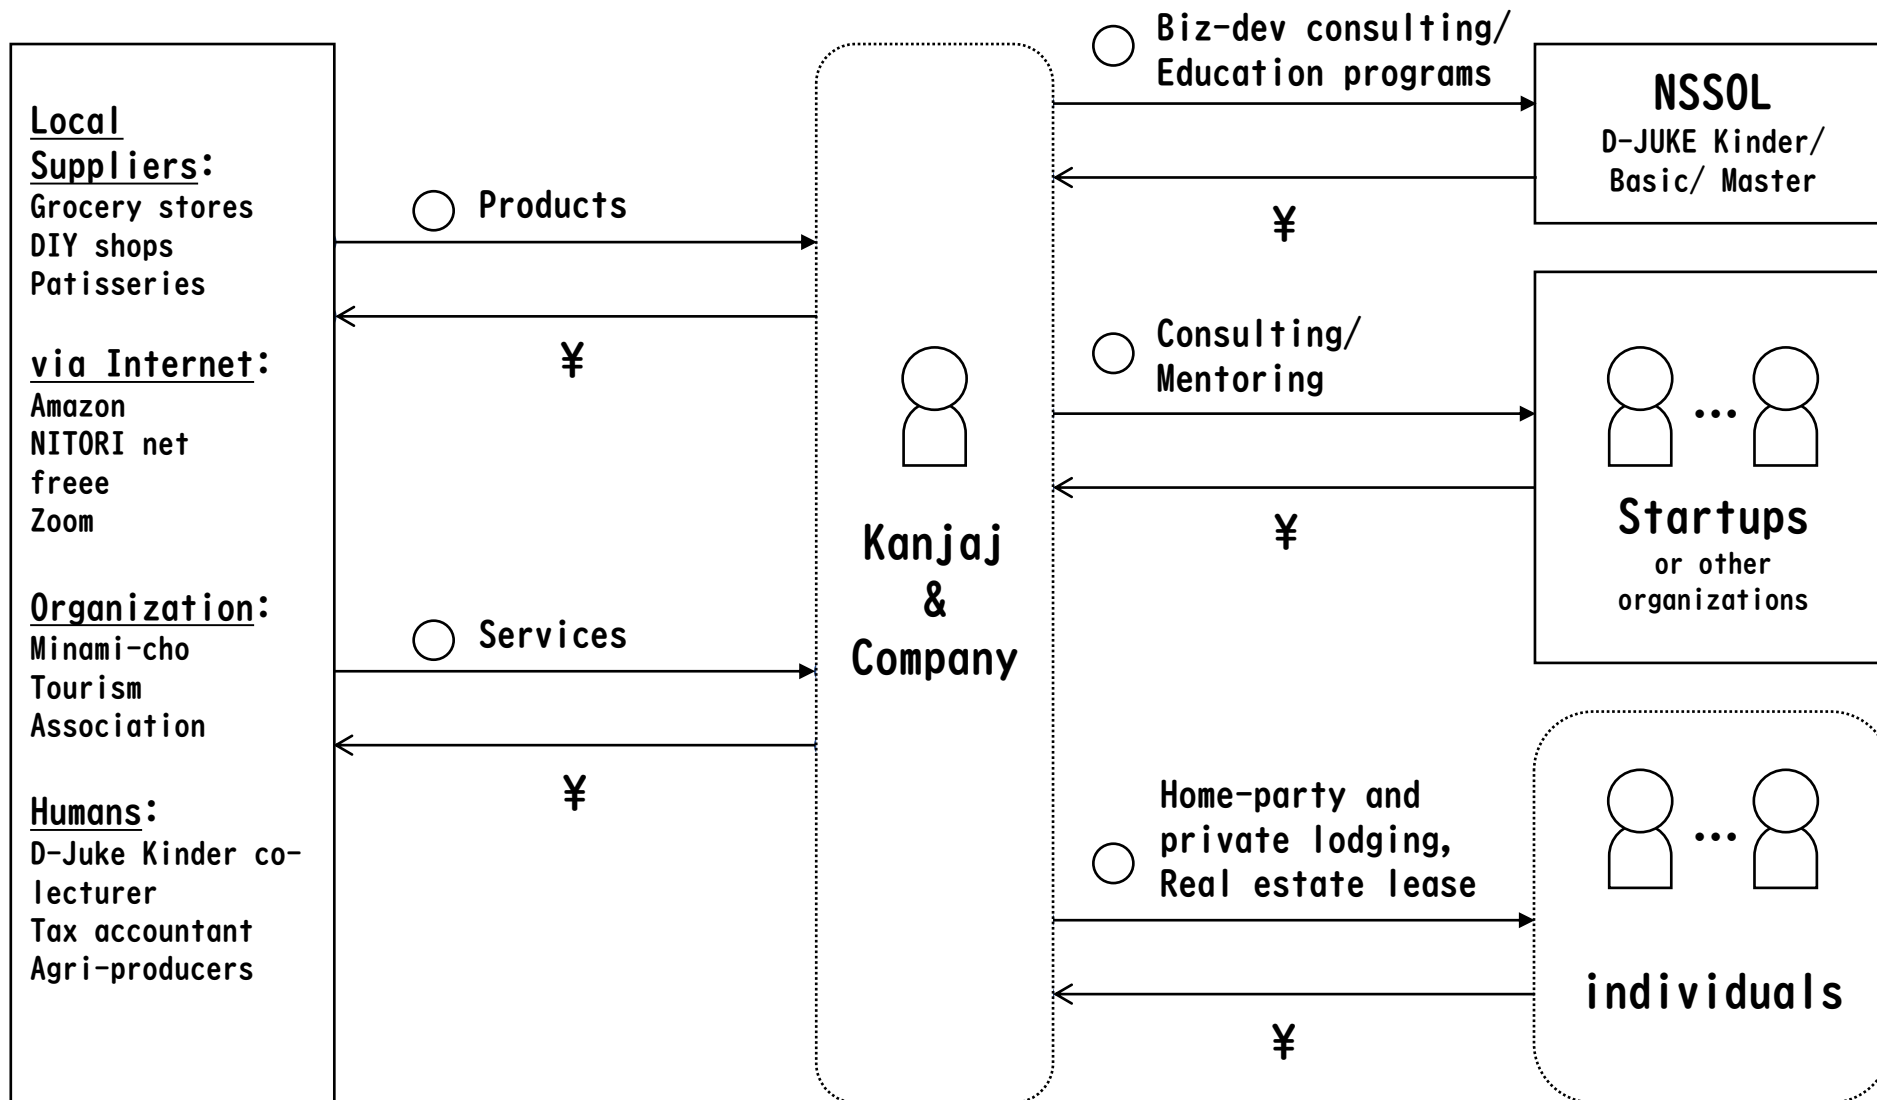 Local
Suppliers:
Grocery stores
DIY shops
Patisseries
via Internet:
Amazon
NITORI net
freee
Zoom
Organization:
Minami-cho
Tourism
Association
Humans:
D-Juke Kinder co-
lecturer
Tax accountant
Agri-producers
Products
¥
Services
¥
Kanjaj
&
Company
Biz-dev consulting/
Education programs
¥
Consulting/
Mentoring
¥
Home-party and
private lodging,
Real estate lease
¥
NSSOL
D-JUKE Kinder/
Basic/ Master
...
Startups
or other
organizations
...
individuals